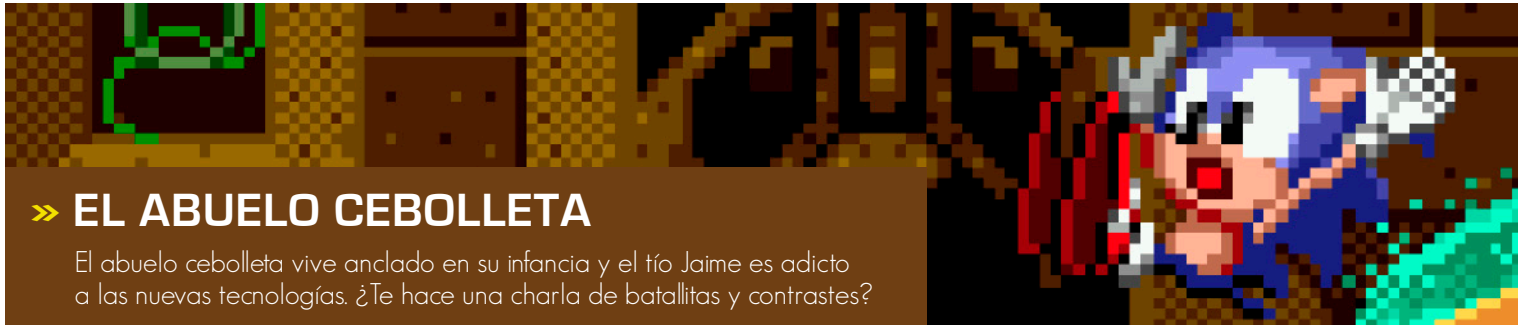 » EL ABUELO CEBOLLETA
El abuelo cebolleta vive anclado en su infancia y el tío Jaime es adicto
a las nuevas tecnologías. ¿Te hace una charla de batallitas y contrastes?